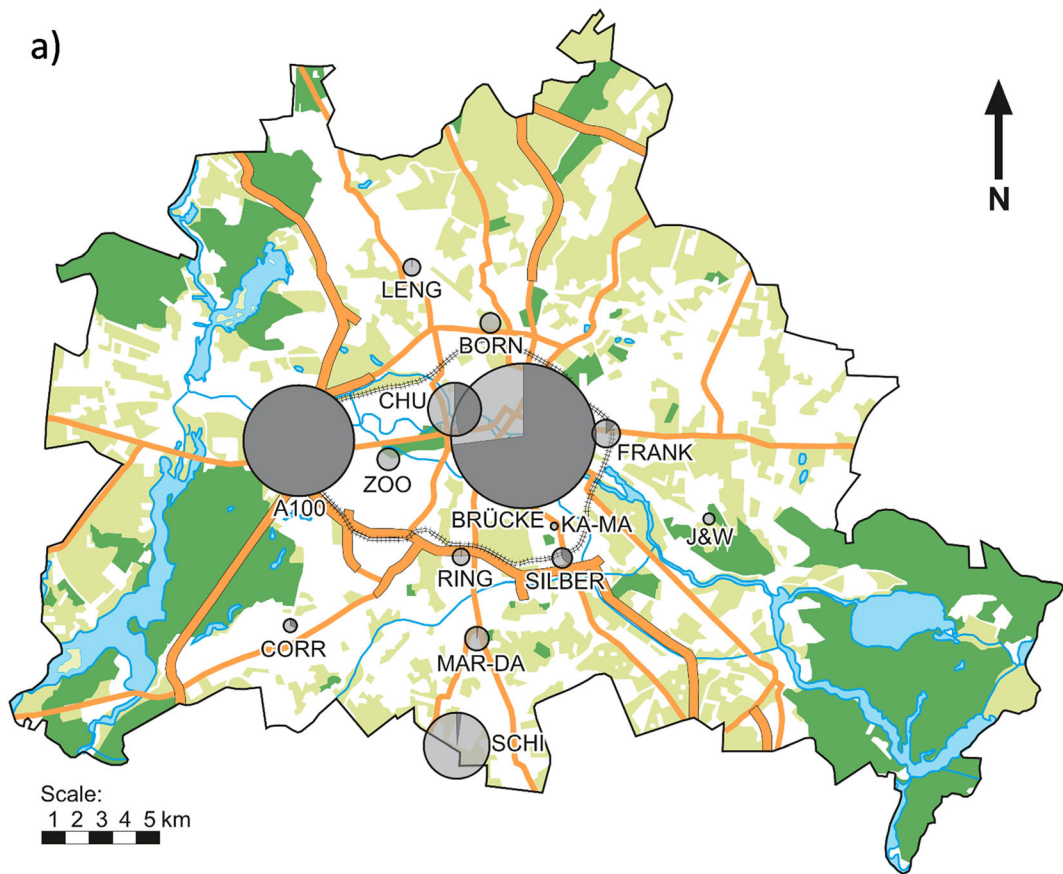 a)
N
LENG
BORN
CHU
FRANK
ZOO
A100
BRÜCKE
KA-MA
J&W
RING
SILBER
CORR
MAR-DA
SCHI
Scale:
1 2 3 4 5 km